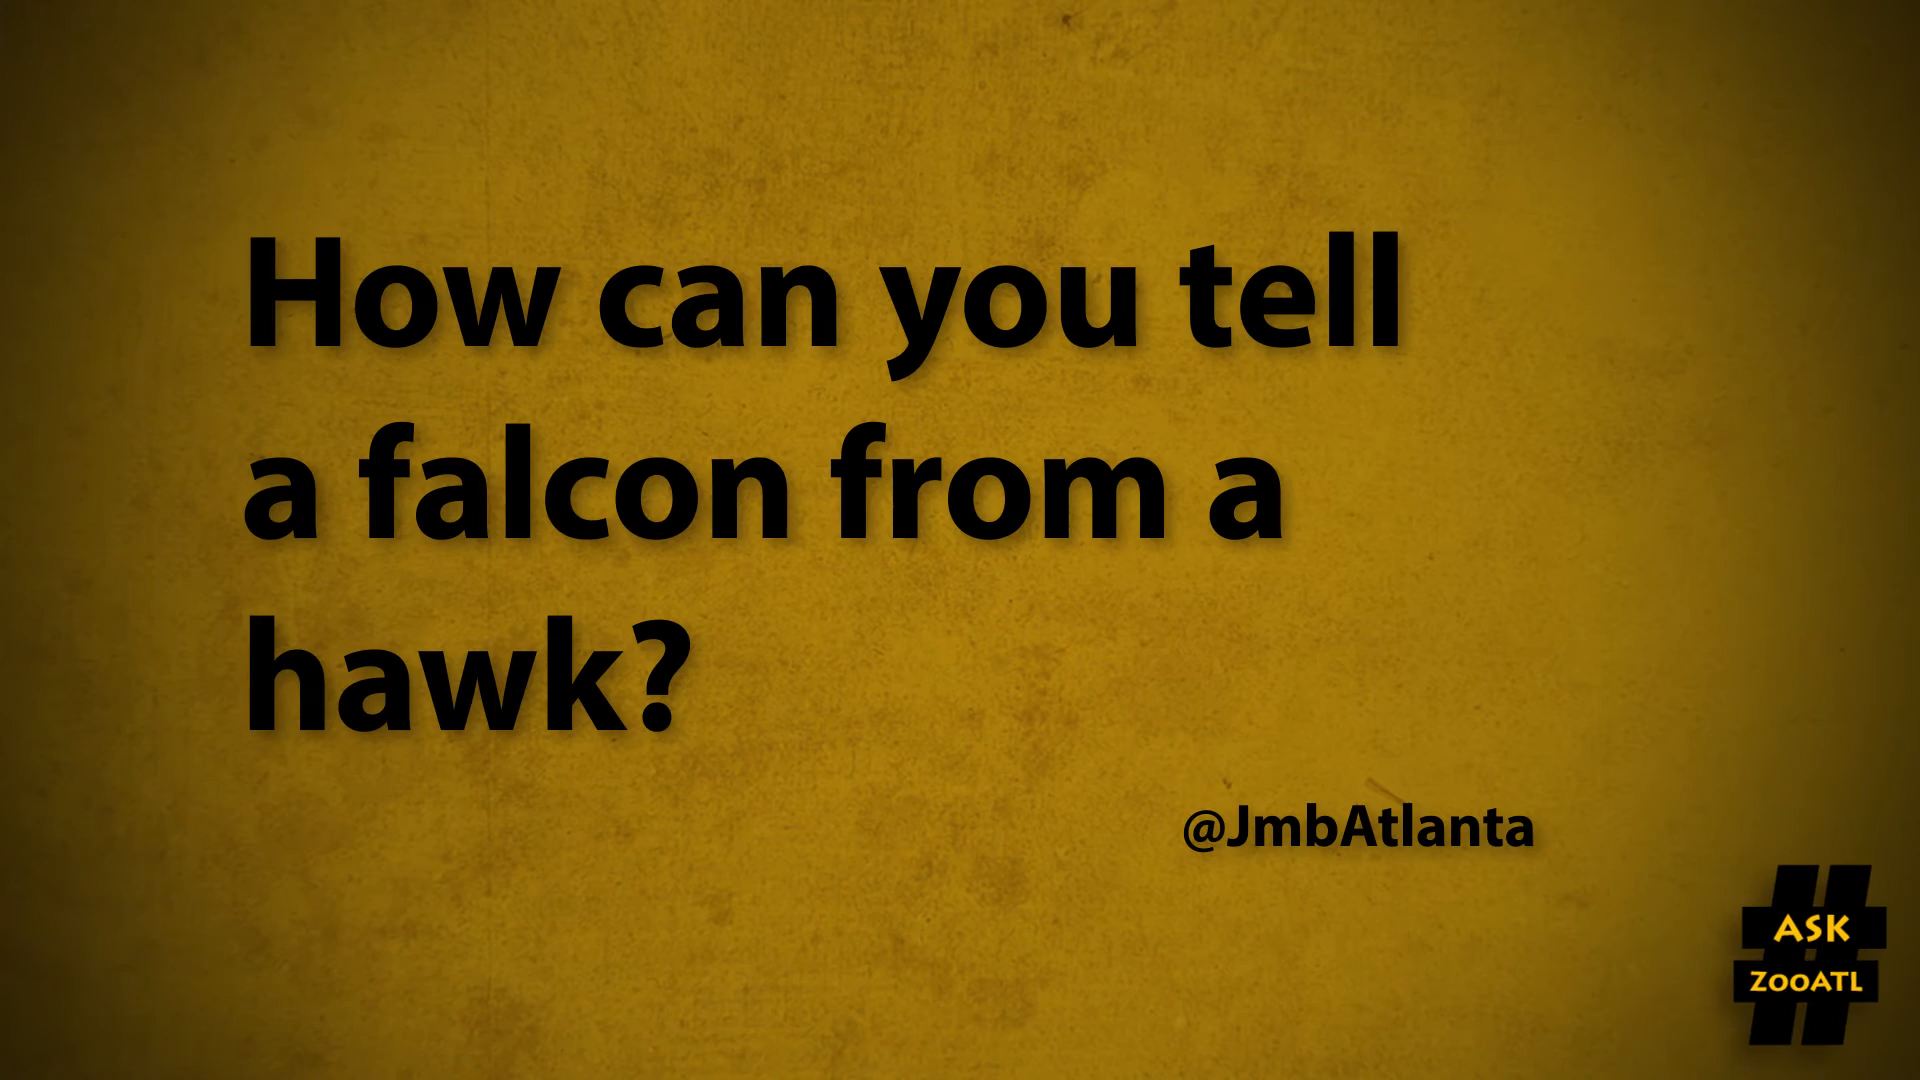 How can you tell
a falcon from a
hawk?
@JmbAtlanta
ASK
ZOOATL